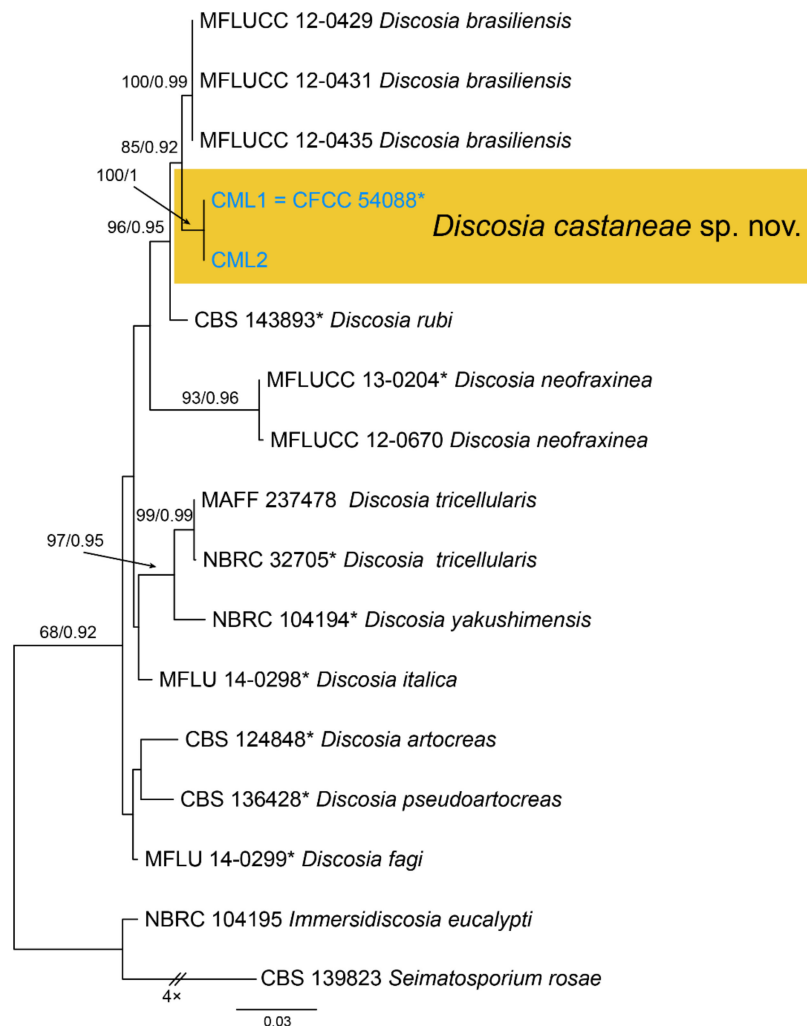 MFLUCC 12-0429 Discosia brasiliensis
100/0.99
MFLUCC 12-0431 Discosia brasiliensis
MFLUCC 12-0435 Discosia brasiliensis
85/0.92
100/1
CML1 = CFCC 54088*
Discosia castaneae sp. nov.
96/0.95
CML2
CBS 143893* Discosia rubi
MFLUCC 13-0204* Discosia neofraxinea
93/0.96
MFLUCC 12-0670 Discosia neofraxinea
MAFF 237478 Discosia tricellularis
99/0.99
97/0.95
NBRC 32705* Discosia tricellularis
NBRC 104194* Discosia yakushimensis
68/0.92
MFLU 14-0298* Discosia italica
CBS 124848* Discosia artocreas
CBS 136428* Discosia pseudoartocreas
MFLU 14-0299* Discosia fagi
NBRC 104195 Immersidiscosia eucalypti
CBS 139823 Seimatosporium rosae
4×
0.03